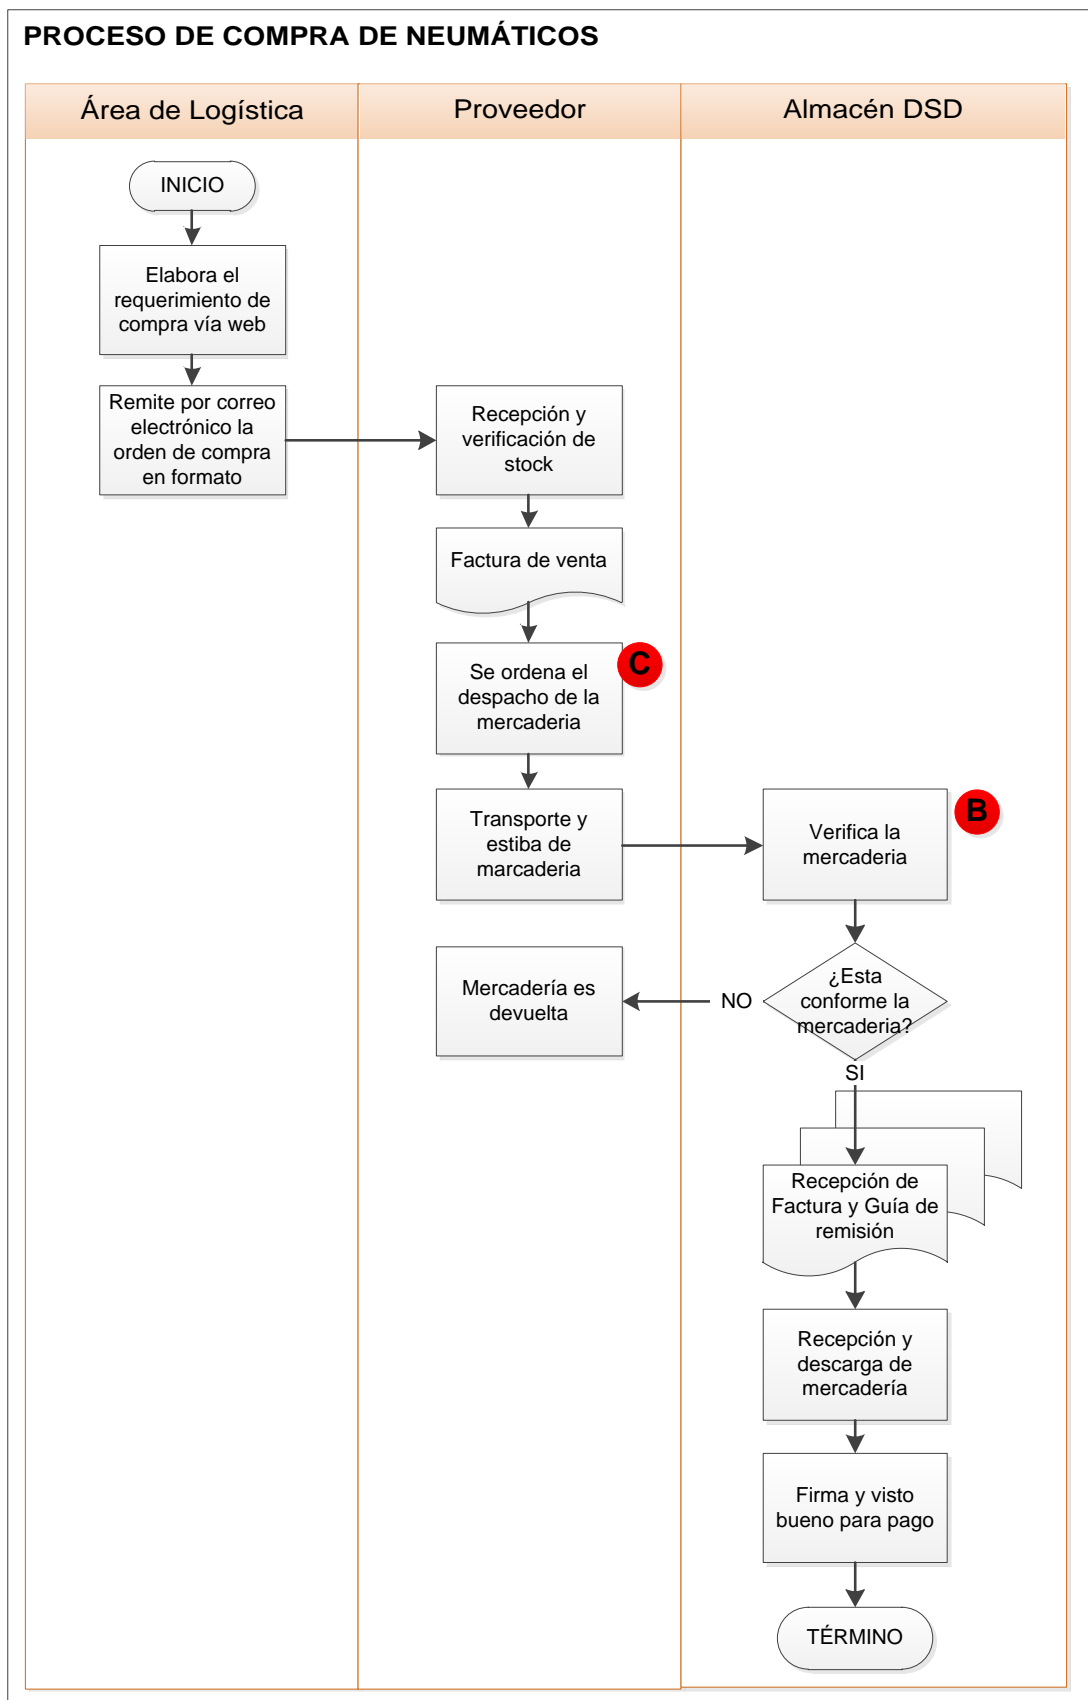 PROCESO DE COMPRA DE NEUMÁTICOS
Área de Logística
Proveedor
Almacén DSD
INICIO
Elabora el
requerimiento de
compra vía web
Remite por correo
electrónico la
orden de compra
en formato
Recepción y
verificación de
stock
Factura de venta
Se ordena el
despacho de la
mercaderia
C
Transporte y
estiba de
marcaderia
Verifica la
mercaderia
B
¿Esta
conforme la
mercaderia?
NO
Mercadería es
devuelta
SI
Recepción de
Factura y Guía de
remisión
Recepción y
descarga de
mercadería
Firma y visto
bueno para pago
TÉRMINO